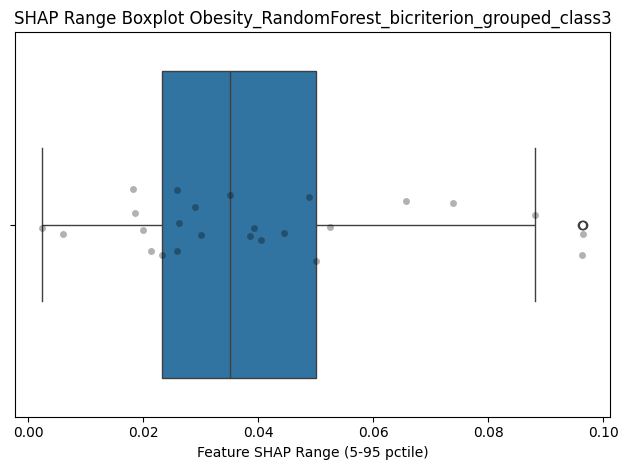 SHAP Range Boxplot Obesity_RandomForest_bicriterion_grouped_class3
0.00 0.02 0.04 0.06 0.08 0.10
Feature SHAP Range (5-95 pctile)